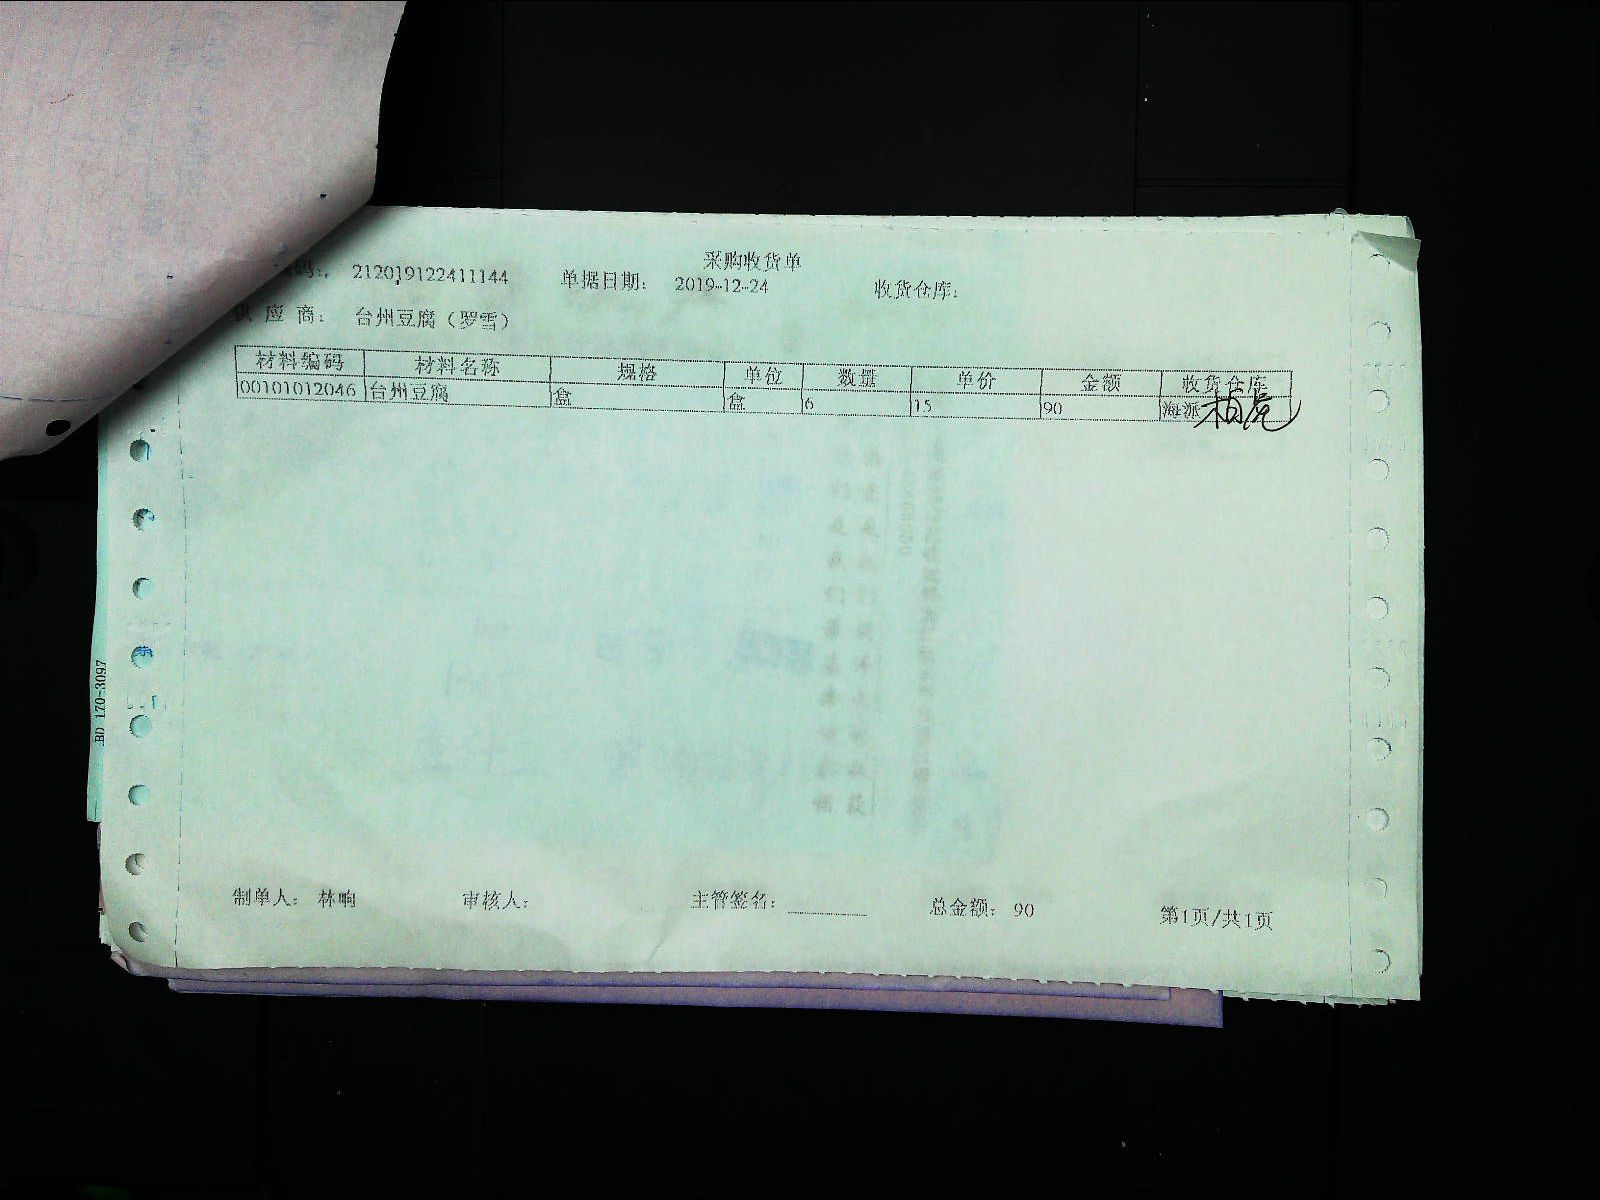 采购收货单
码: 212019122411144 单据日期: 2019-12-24 收货仓库:
供 应 商: 台州豆腐（罗雪）
材料编码 材料名称 规格 单位 数量 单价 金额 收货仓库
00101012046 台州豆腐 盒 盒 6 15 90 海派
制单人: 林响 审核人: 主管签名: 总金额: 90 第1页/共1页
BD 170-3097